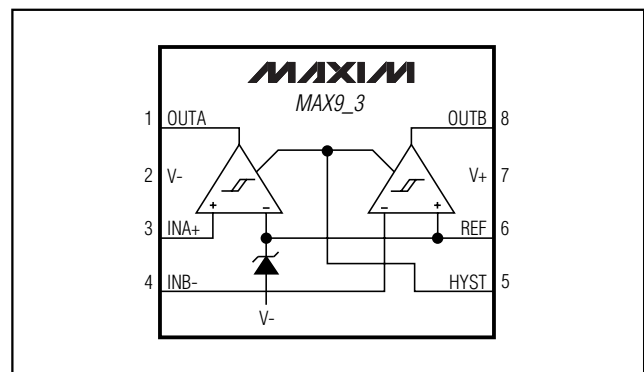 MAXIM
MAX9_3
1 OUTA
OUTB 8
2 V-
V+ 7
+ -
- +
3 INA+
REF 6
4 INB-
HYST 5
V-